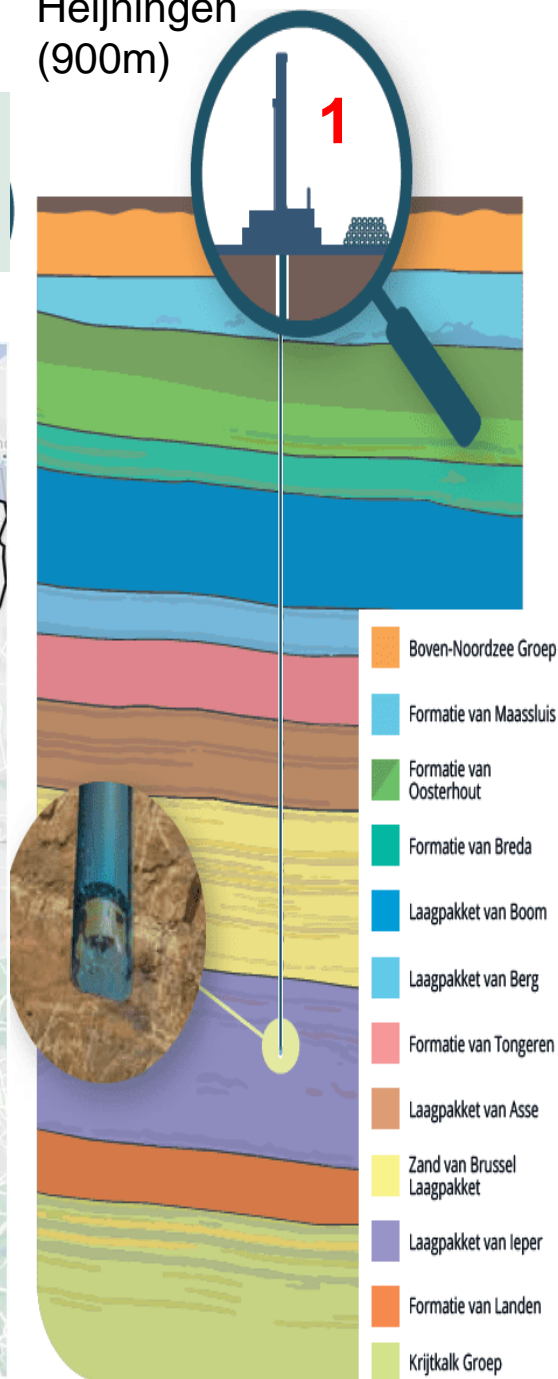 Heijningen
(900m)
1
Boven-Noordzee Groep
Formatie van Maassluis
Formatie van
Oosterhout
Formatie van Breda
Laagpakket van Boom
Laagpakket van Berg
Formatie van Tongeren
Laagpakket van Asse
Zand van Brussel
Laagpakket
Laagpakket van Ieper
Formatie van Landen
Krijtkalk Groep